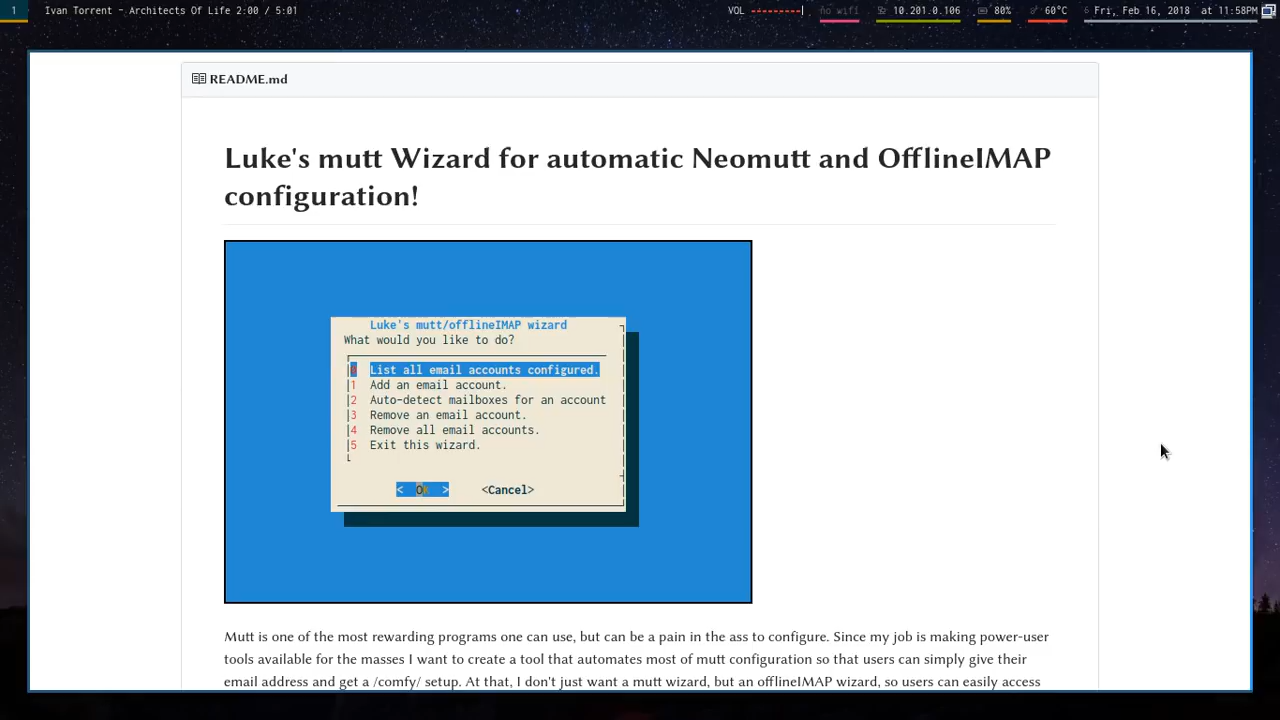 1 Ivan Torrent - Architects Of Life 2:00 / 5:01 VOL no wifi 10.201.0.106 80% 60°C Fri, Feb 16, 2018 at 11:58PM
README.md
Luke's mutt Wizard for automatic Neomutt and OfflineIMAP
configuration!
Luke's mutt/offlineIMAP wizard
What would you like to do?
0 List all email accounts configured.
1 Add an email account.
2 Auto-detect mailboxes for an account
3 Remove an email account.
4 Remove all email accounts.
5 Exit this wizard.
< Ok > <Cancel>
Mutt is one of the most rewarding programs one can use, but can be a pain in the ass to configure. Since my job is making power-user
tools available for the masses I want to create a tool that automates most of mutt configuration so that users can simply give their
email address and get a /comfy/ setup. At that, I don't just want a mutt wizard, but an offlineIMAP wizard, so users can easily access